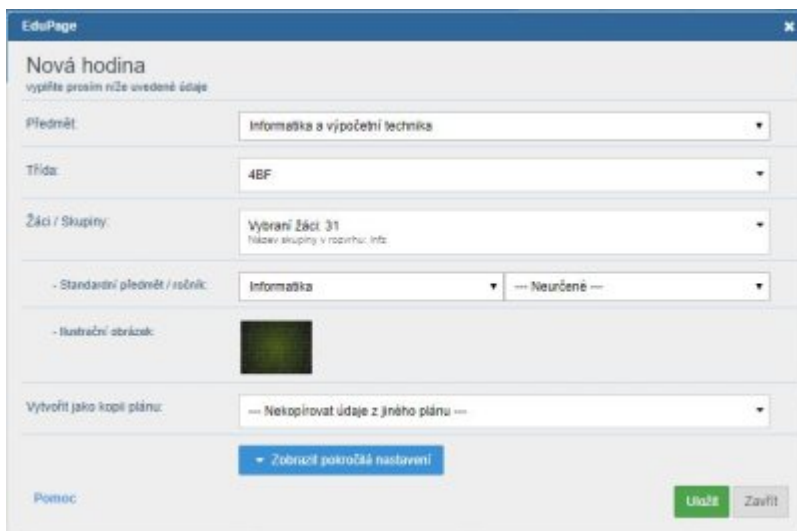 EduPage
Nová hodina
vyplňte prosím níže uvedené údaje
Předmět: Informatika a výpočetní technika
Třída: 4BF
Žáci / Skupiny: Vybraní žáci: 31
Název skupiny v rozvrhu: Infz
- Standardní předmět / ročník: Informatika --- Neurčené ---
- Ilustrační obrázek:
Vytvořit jako kopii plánu: --- Nekopírovat údaje z jiného plánu ---
Zobrazit pokročilá nastavení
Pomoc Uložit Zavřít